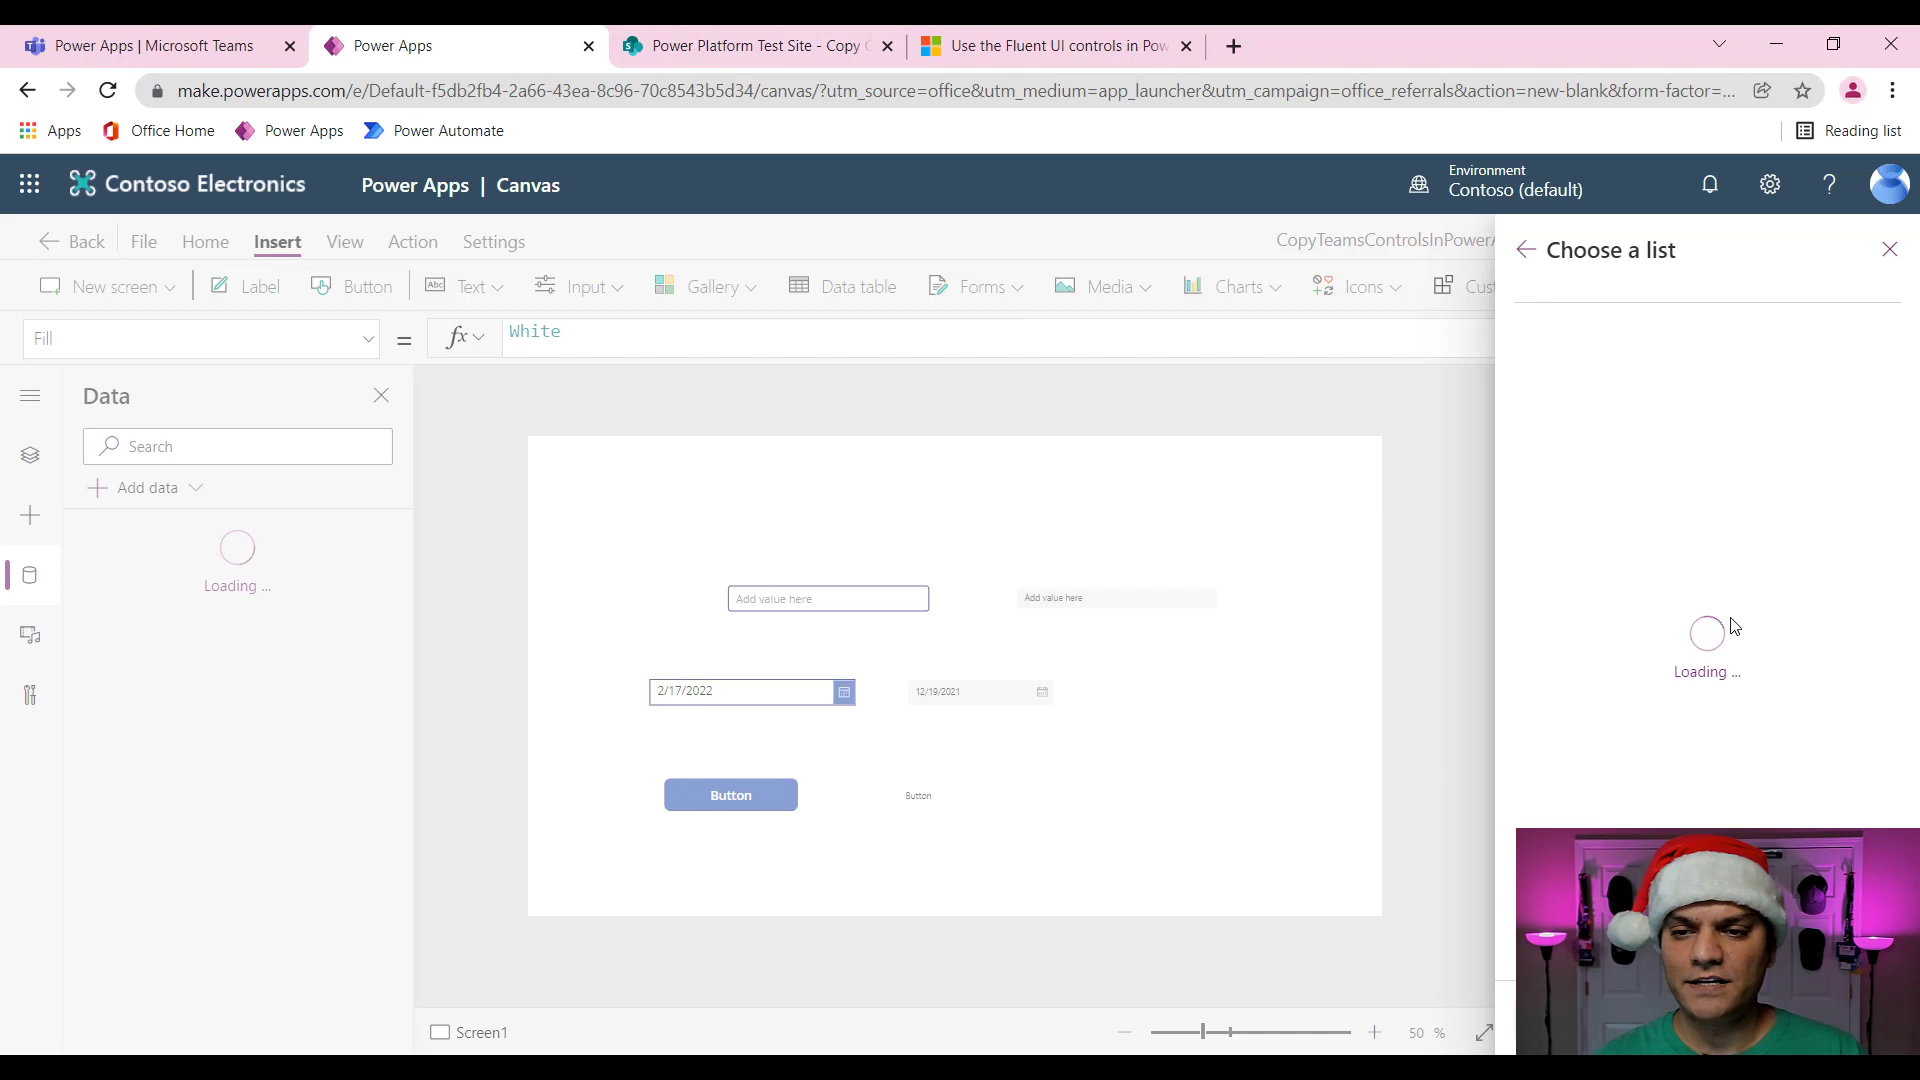 Power Apps | Microsoft Teams
Power Apps
Power Platform Test Site - Copy
Use the Fluent UI controls in Pow
make.powerapps.com/e/Default-f5db2fb4-2a66-43ea-8c96-70c8543b5d34/canvas/?utm_source=office&utm_medium=app_launcher&utm_campaign=office_referrals&action=new-blank&form-factor=...
Apps
Office Home
Power Apps
Power Automate
Reading list
Contoso Electronics
Power Apps | Canvas
Environment
Contoso (default)
Back
File
Home
Insert
View
Action
Settings
CopyTeamsControlsInPowerA
New screen
Label
Button
Abc
Text
Input
Gallery
Data table
Forms
Media
Charts
Icons
Cust
Fill
=
fx
White
Data
Search
Add data
Loading ...
Add value here
Add value here
2/17/2022
12/19/2021
Button
Button
Screen1
50 %
Choose a list
Loading ...